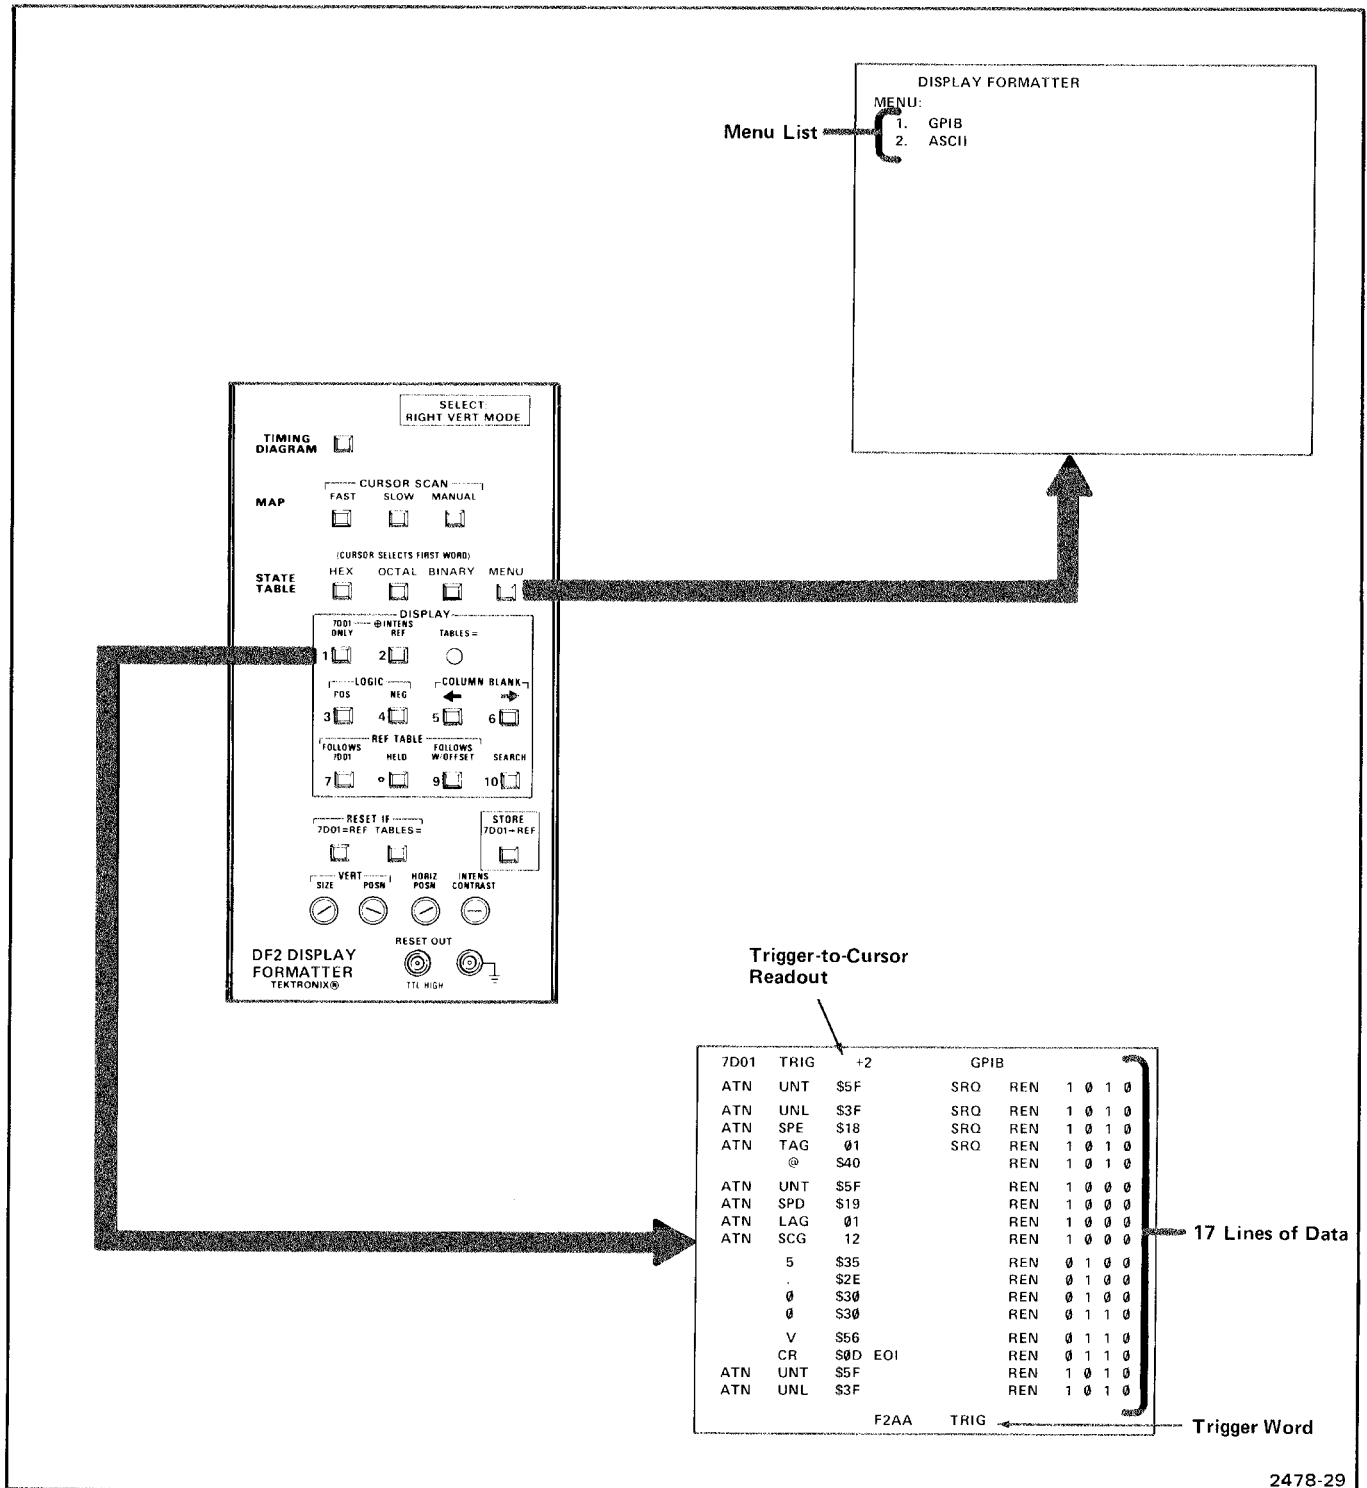 DISPLAY FORMATTER
MENU:
1. GPIB
2. ASCII
Menu List
SELECT:
RIGHT VERT MODE
TIMING
DIAGRAM
CURSOR SCAN
MAP
FAST SLOW MANUAL
(CURSOR SELECTS FIRST WORD)
STATE
TABLE
HEX OCTAL BINARY MENU
DISPLAY
7D01 ⊕ INTENS
ONLY REF TABLES =
1 2
LOGIC COLUMN BLANK
POS NEG
3 4 5 6
REF TABLE
FOLLOWS FOLLOWS
7D01 HELD W/OFFSET SEARCH
7 9 10
RESET IF
7D01=REF TABLES=
STORE
7D01→REF
VERT HORIZ INTENS
SIZE POSN POSN CONTRAST
RESET OUT
DF2 DISPLAY
FORMATTER
TEKTRONIX®
TTL HIGH
Trigger-to-Cursor
Readout
7D01 TRIG +2 GPIB
ATN UNT $5F SRQ REN 1 0 1 0
ATN UNL $3F SRQ REN 1 0 1 0
ATN SPE $18 SRQ REN 1 0 1 0
ATN TAG 01 SRQ REN 1 0 1 0
@ $40 REN 1 0 1 0
ATN UNT $5F REN 1 0 0 0
ATN SPD $19 REN 1 0 0 0
ATN LAG 01 REN 1 0 0 0
ATN SCG 12 REN 1 0 0 0
5 $35 REN 0 1 0 0
. $2E REN 0 1 0 0
0 $30 REN 0 1 0 0
0 $30 REN 0 1 1 0
V $56 REN 0 1 1 0
CR $0D EOI REN 0 1 1 0
ATN UNT $5F REN 1 0 1 0
ATN UNL $3F REN 1 0 1 0
F2AA TRIG
17 Lines of Data
Trigger Word
2478-29